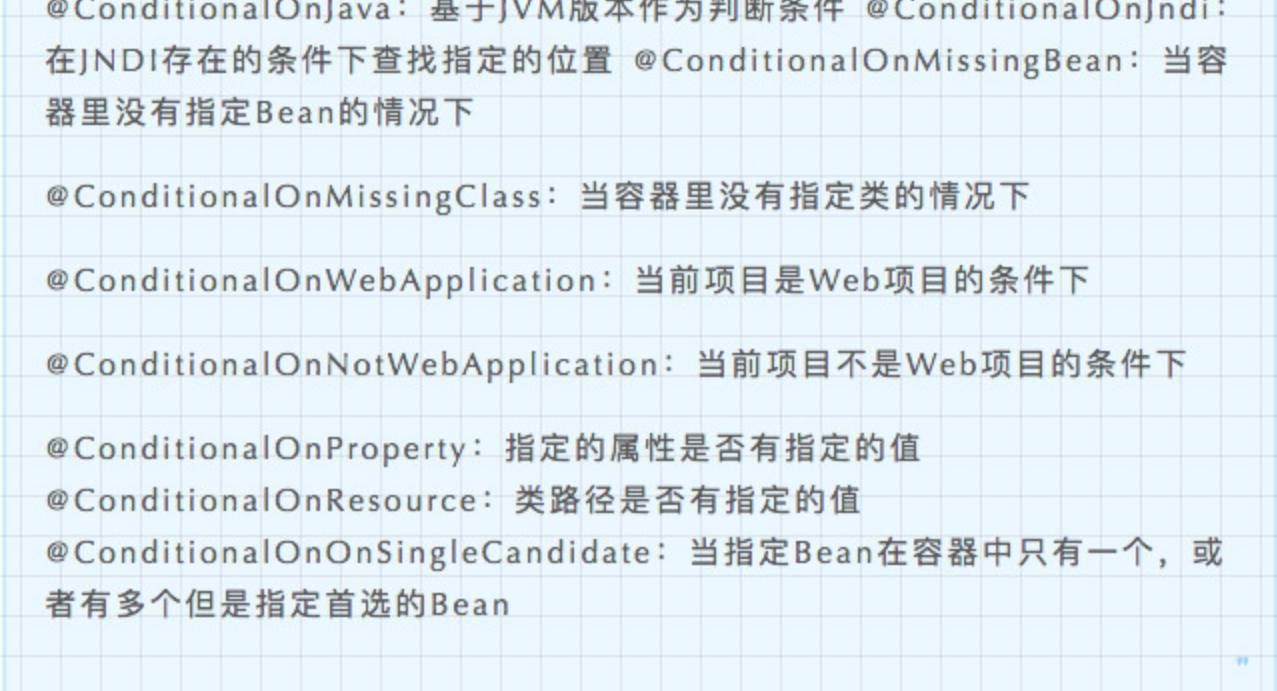 @ConditionalOnJava：基于JVM版本作为判断条件 @ConditionalOnJndi：
在JNDI存在的条件下查找指定的位置 @ConditionalOnMissingBean：当容
器里没有指定Bean的情况下
@ConditionalOnMissingClass：当容器里没有指定类的情况下
@ConditionalOnWebApplication：当前项目是Web项目的条件下
@ConditionalOnNotWebApplication：当前项目不是Web项目的条件下
@ConditionalOnProperty：指定的属性是否有指定的值
@ConditionalOnResource：类路径是否有指定的值
@ConditionalOnOnSingleCandidate：当指定Bean在容器中只有一个，或
者有多个但是指定首选的Bean
”